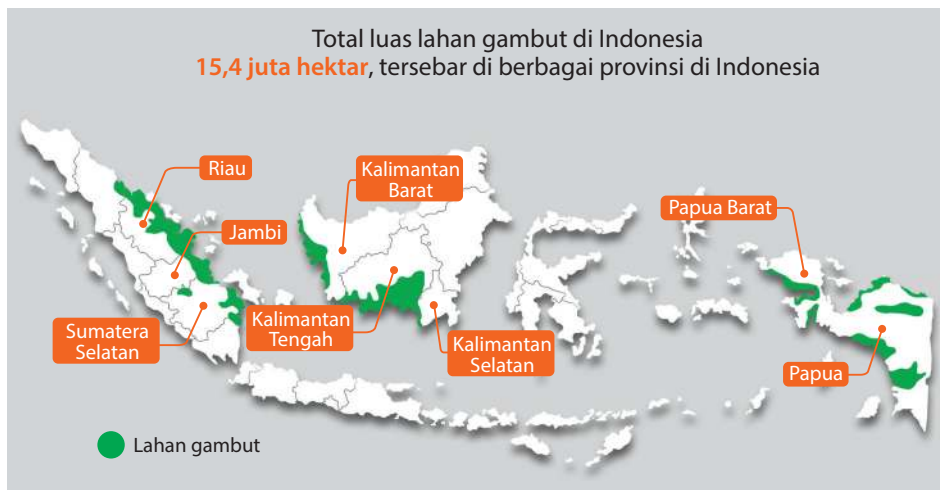 Total luas lahan gambut di Indonesia
15,4 juta hektar, tersebar di berbagai provinsi di Indonesia
Riau
Kalimantan
Barat
Papua Barat
Jambi
Sumatera
Selatan
Kalimantan
Tengah
Kalimantan
Selatan
Papua
Lahan gambut